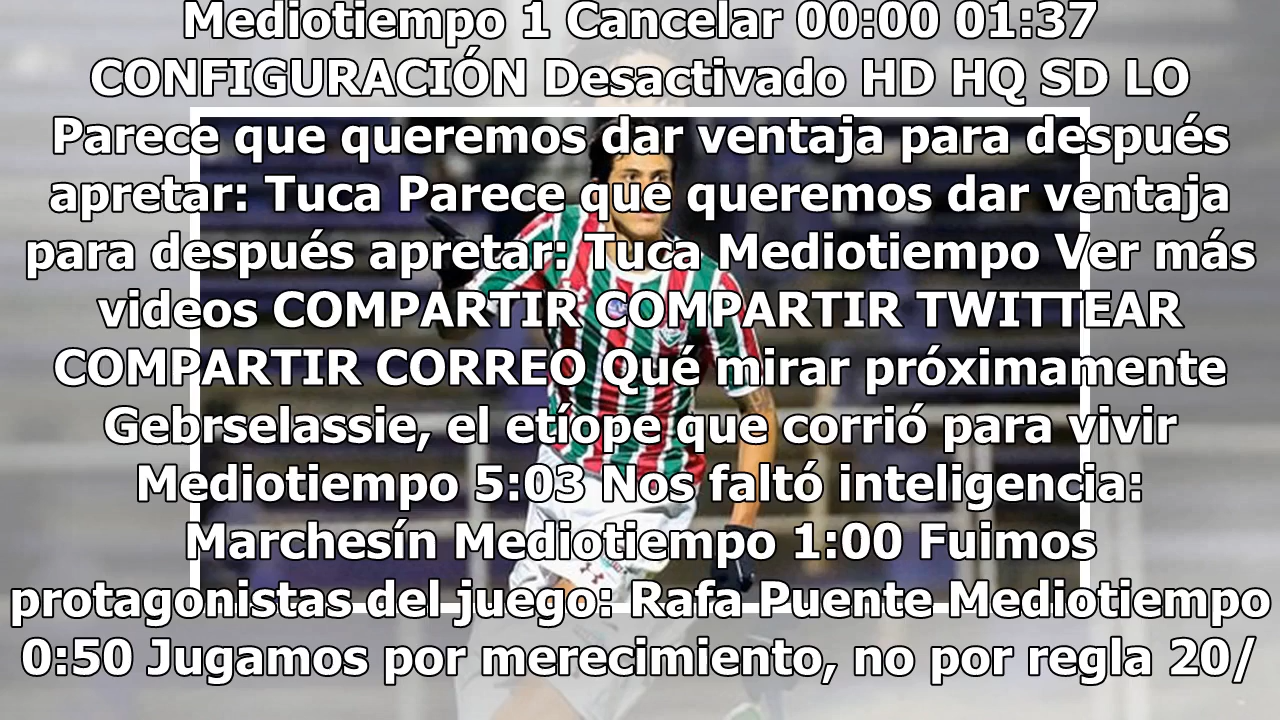 Mediotiempo 1 Cancelar 00:00 01:37
CONFIGURACIÓN Desactivado HD HQ SD LO
Parece que queremos dar ventaja para después
apretar: Tuca Parece que queremos dar ventaja
para después apretar: Tuca Mediotiempo Ver más
videos COMPARTIR COMPARTIR TWITTEAR
COMPARTIR CORREO Qué mirar próximamente
Gebrselassie, el etíope que corrió para vivir
Mediotiempo 5:03 Nos faltó inteligencia:
Marchesín Mediotiempo 1:00 Fuimos
protagonistas del juego: Rafa Puente Mediotiempo
0:50 Jugamos por merecimiento, no por regla 20/